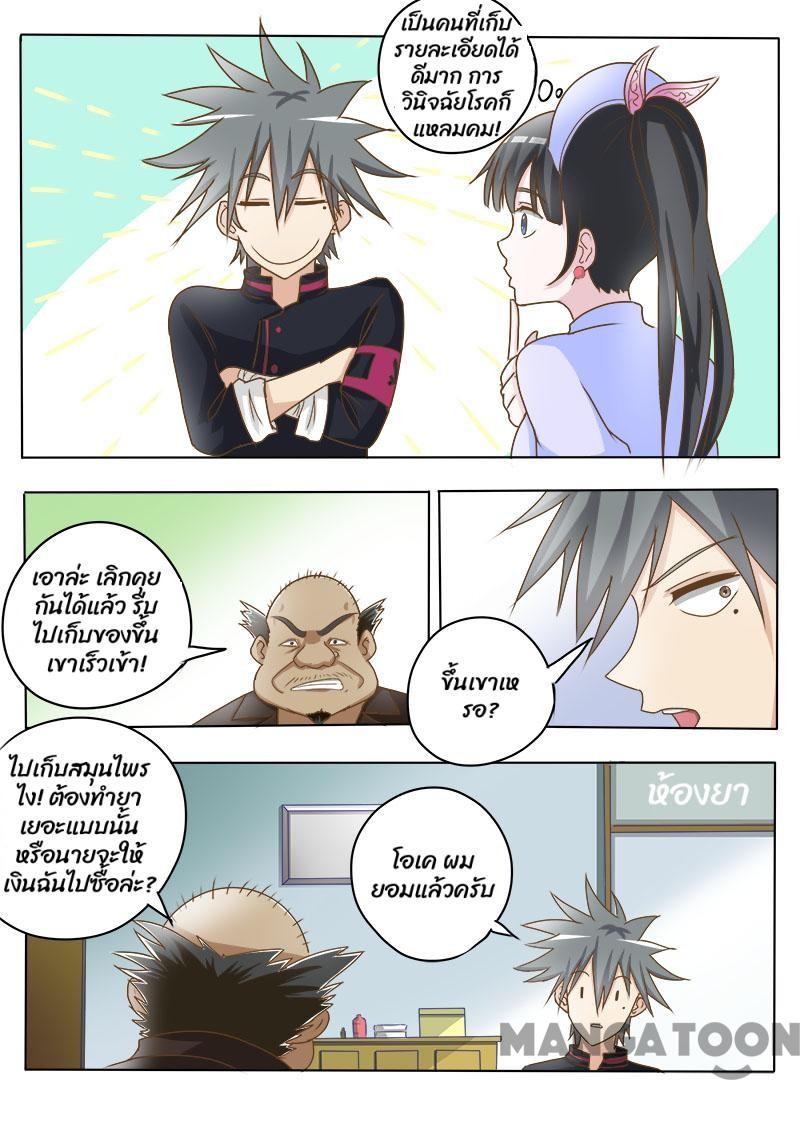 เป็นคนที่เก็บ
รายละเอียดได้
ดีมาก การ
วินิจฉัยโรคก็
แหลมคม!
เอาล่ะ เลิกคุย
กันได้แล้ว รีบ
ไปเก็บของขึ้น
เขาเร็วเข้า!
ขึ้นเขาเห
รอ?
ไปเก็บสมุนไพร
ไง! ต้องทำยา
เยอะแบบนั้น
หรือนายจะให้
เงินฉันไปซื้อล่ะ?
ห้องยา
โอเค ผม
ยอมแล้วครับ
MANGATOON